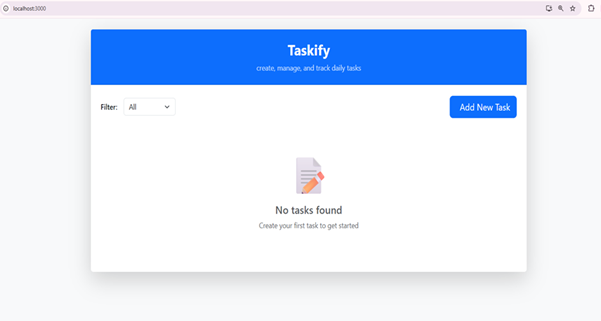 localhost:3000
Taskify
create, manage, and track daily tasks
Filter: All Add New Task
No tasks found
Create your first task to get started